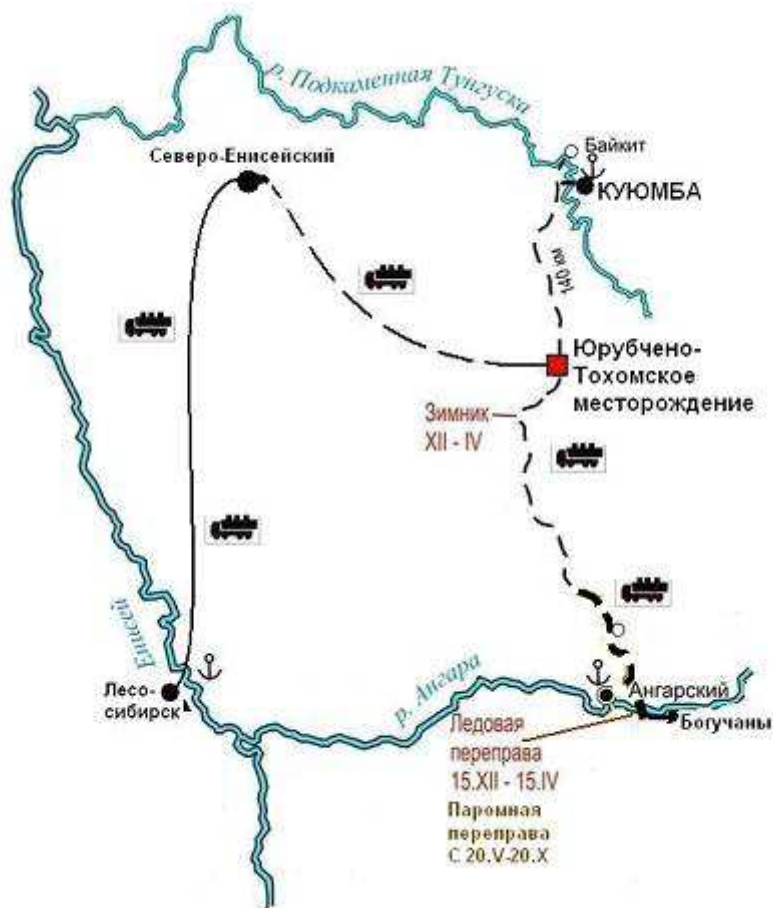 р. Подкаменная Тунгуска
Байкит
Северо-Енисейский
КУЮМБА
140 км
Юрубчено-
Тохомское
месторождение
Зимник
XII - IV
Енисей
р. Ангара
Лесо-
сибирск
Ангарский
Богучаны
Ледовая
переправа
15.XII - 15.IV
Паромная
переправа
С 20.V-20.X